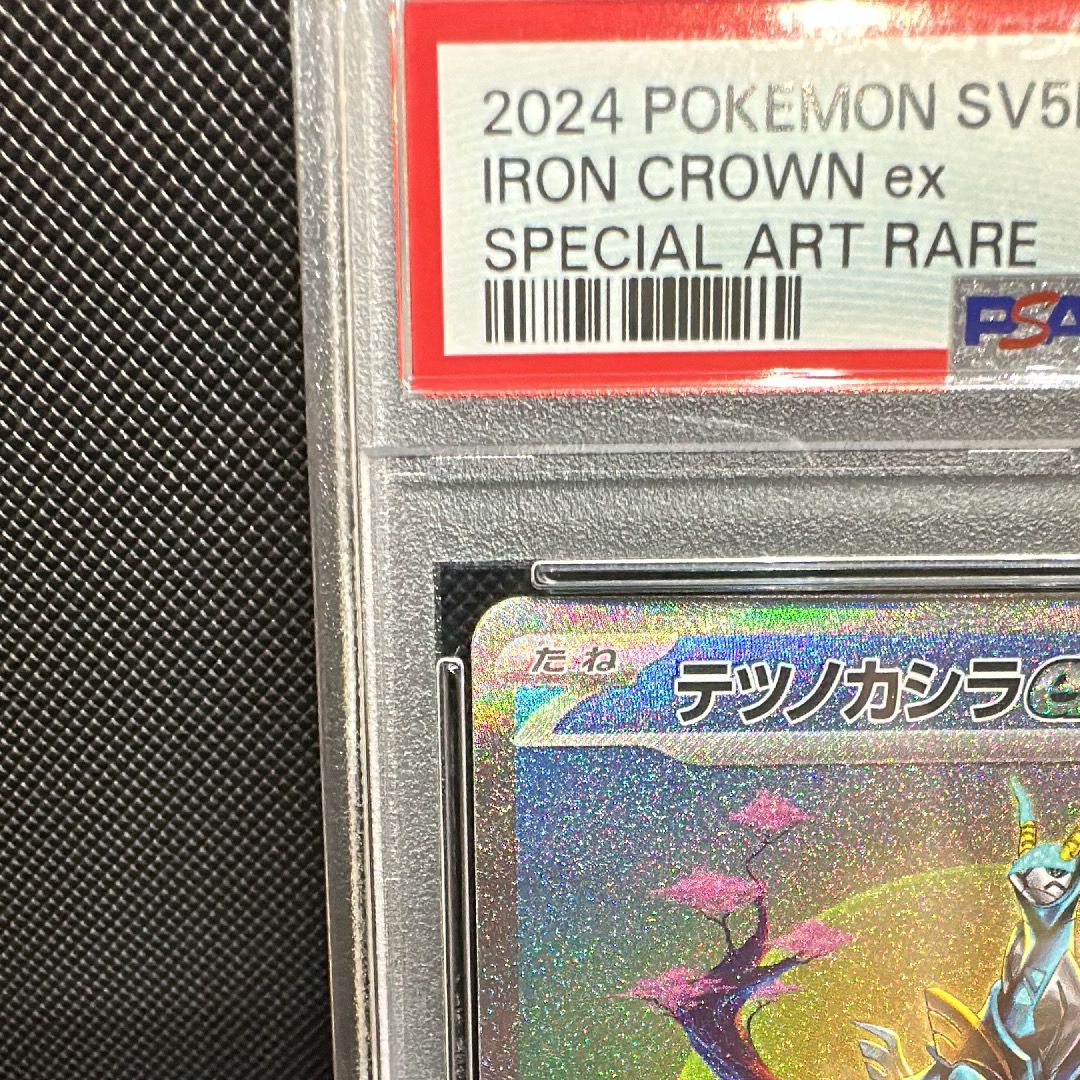 2024 POKEMON SV5
IRON CROWN ex
SPECIAL ART RARE
PSA
たね
テツノカシラ